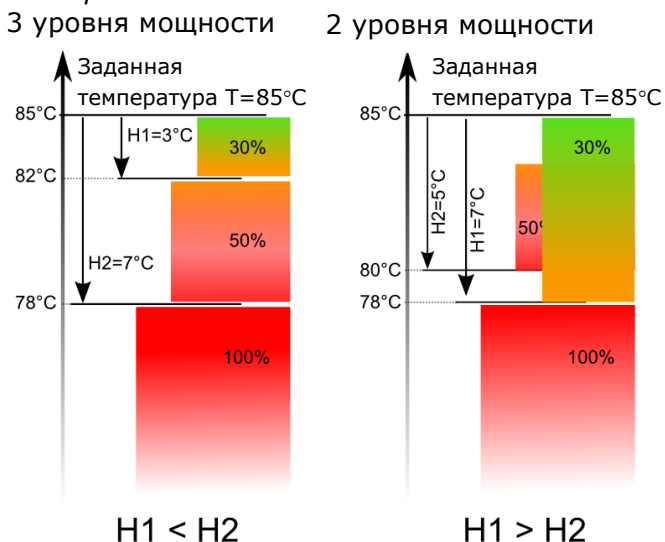 3 уровня мощности
2 уровня мощности
Заданная
температура T=85°C
85°C
H1=3°C
30%
82°C
50%
H2=7°C
78°C
100%
H1 < H2
Заданная
температура T=85°C
85°C
30%
H2=5°C
H1=7°C
50
80°C
78°C
100%
H1 > H2